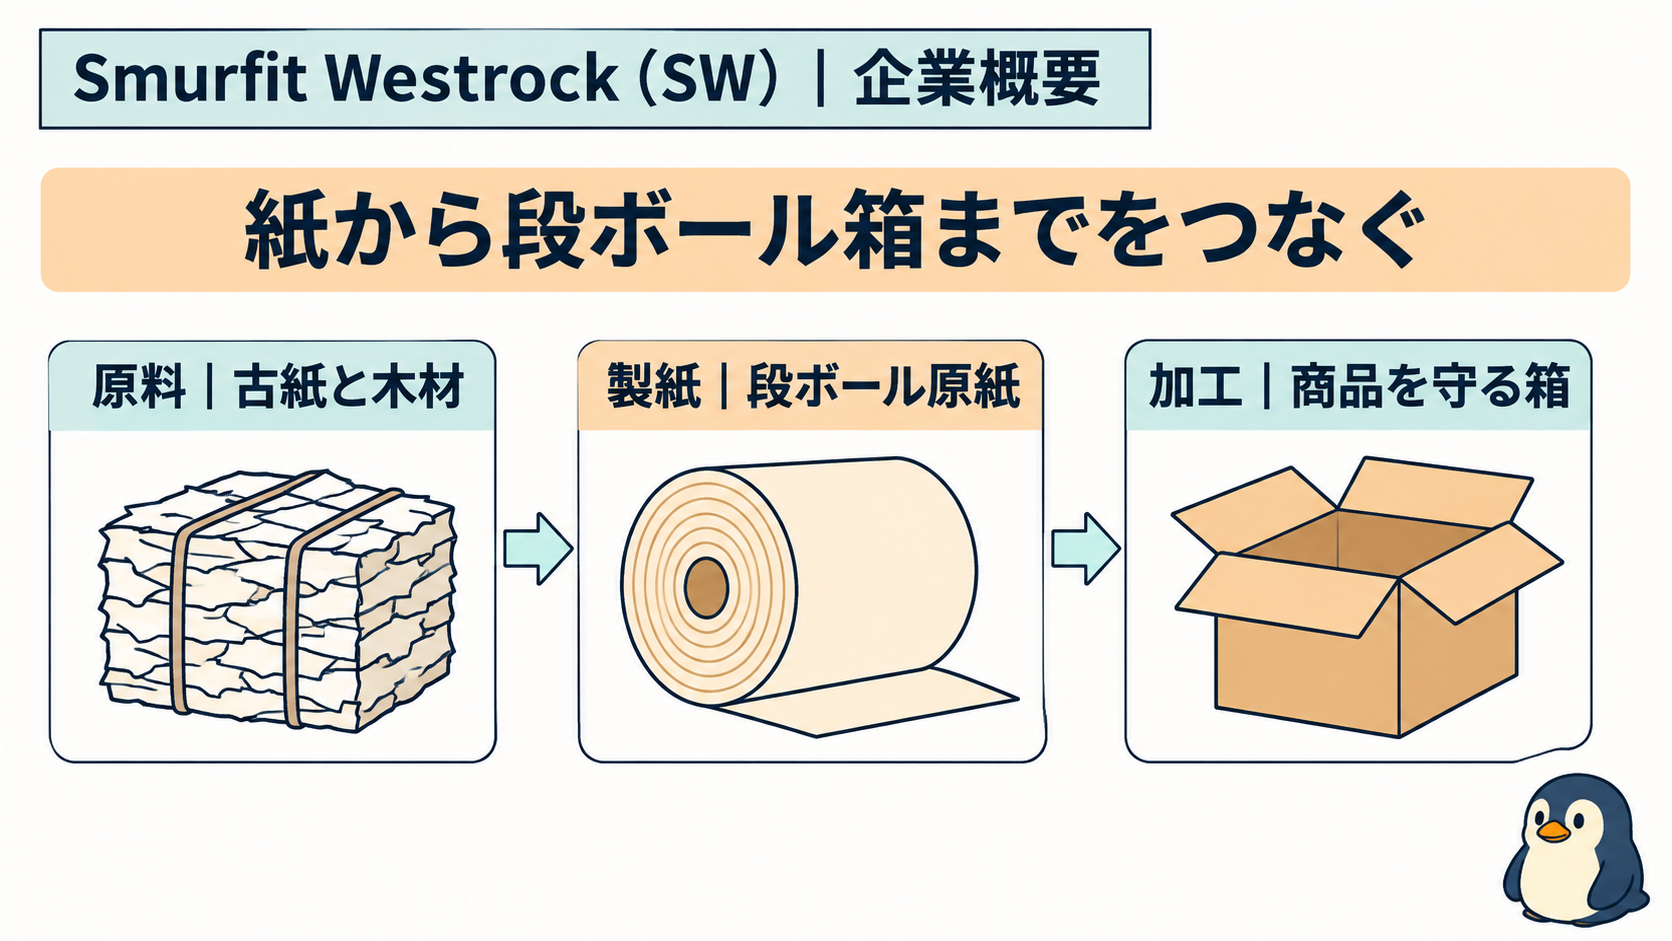 Smurfit Westrock（SW）｜企業概要
紙から段ボール箱までをつなぐ
原料｜古紙と木材
製紙｜段ボール原紙
加工｜商品を守る箱